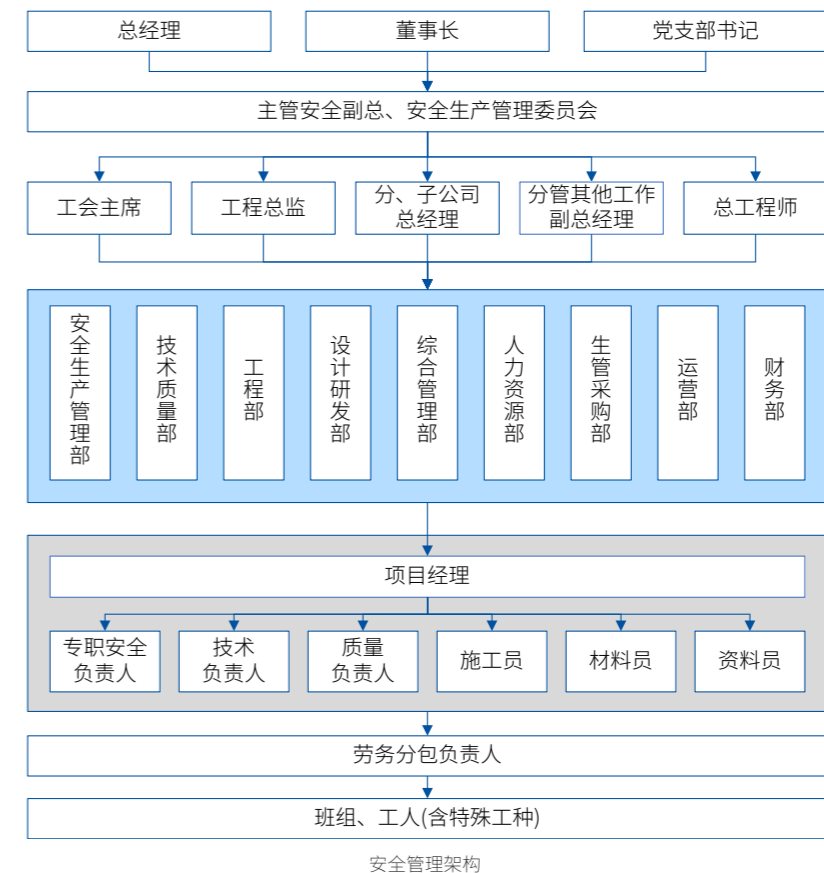 总经理
董事长
党支部书记
主管安全副总、安全生产管理委员会
工会主席
工程总监
分、子公司
总经理
分管其他工作
副总经理
总工程师
安全生产管理部
技术质量部
工程部
设计研发部
综合管理部
人力资源部
生管采购部
运营部
财务部
项目经理
专职安全
负责人
技术
负责人
质量
负责人
施工员
材料员
资料员
劳务分包负责人
班组、工人(含特殊工种)
安全管理架构